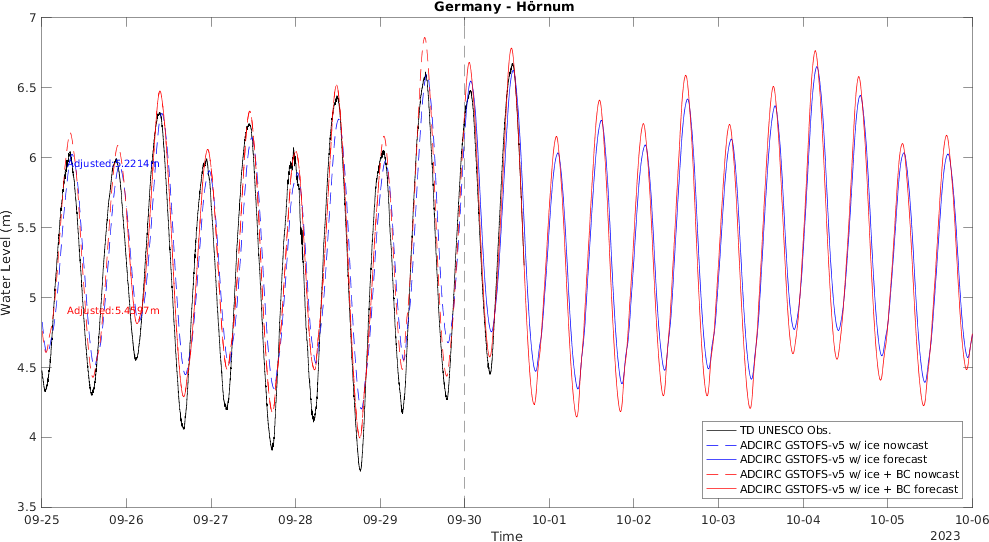 Germany - Hörnum
Water Level (m)
7
6.5
6
5.5
5
4.5
4
3.5
Adjusted:5.2214m
Adjusted:5.4597m
TD UNESCO Obs.
ADCIRC GSTOFS-v5 w/ ice nowcast
ADCIRC GSTOFS-v5 w/ ice forecast
ADCIRC GSTOFS-v5 w/ ice + BC nowcast
ADCIRC GSTOFS-v5 w/ ice + BC forecast
09-25 09-26 09-27 09-28 09-29 09-30 10-01 10-02 10-03 10-04 10-05 10-06
Time
2023